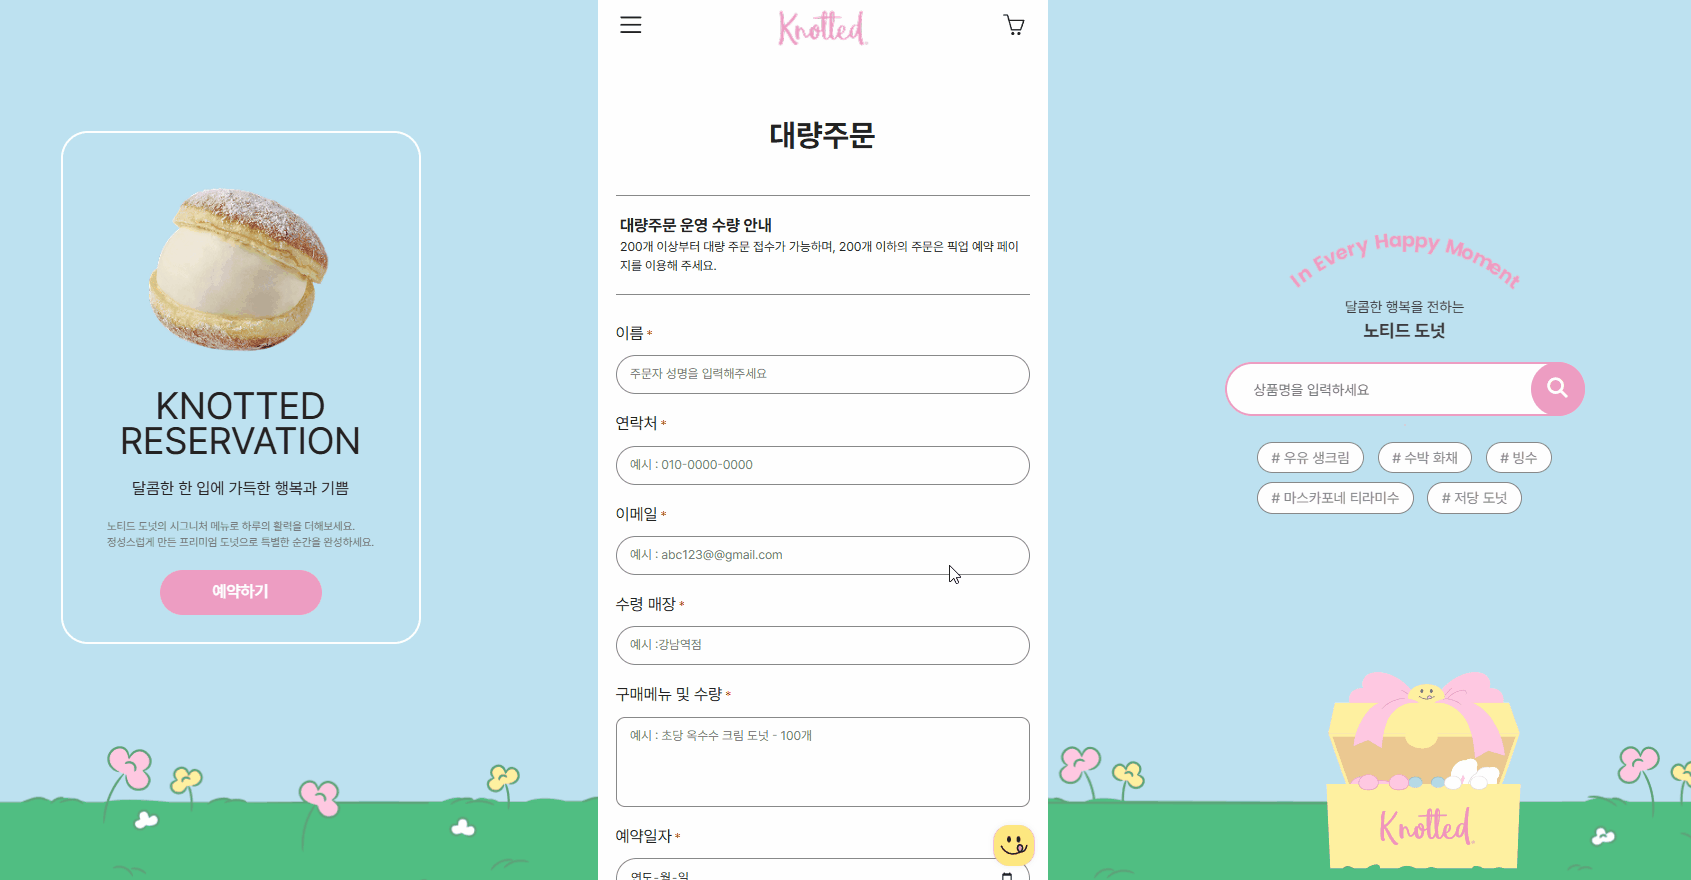 KNOTTED
RESERVATION
달콤한 한 입에 가득한 행복과 기쁨
노티드 도넛의 시그니처 메뉴로 하루의 활력을 더해보세요.
정성스럽게 만든 프리미엄 도넛으로 특별한 순간을 완성하세요.
예약하기
Knotted
대량주문
대량주문 운영 수량 안내
200개 이상부터 대량 주문 접수가 가능하며, 200개 이하의 주문은 픽업 예약 페이
지를 이용해 주세요.
이름 *
주문자 성명을 입력해주세요
연락처 *
예시 : 010-0000-0000
이메일 *
예시 : abc123@@gmail.com
수령 매장 *
예시 :강남역점
구매메뉴 및 수량 *
예시 : 초당 옥수수 크림 도넛 - 100개
예약일자 *
연도-월-일
In Every Happy Moment
달콤한 행복을 전하는
노티드 도넛
상품명을 입력하세요
# 우유 생크림
# 수박 화채
# 빙수
# 마스카포네 티라미수
# 저당 도넛
Knotted